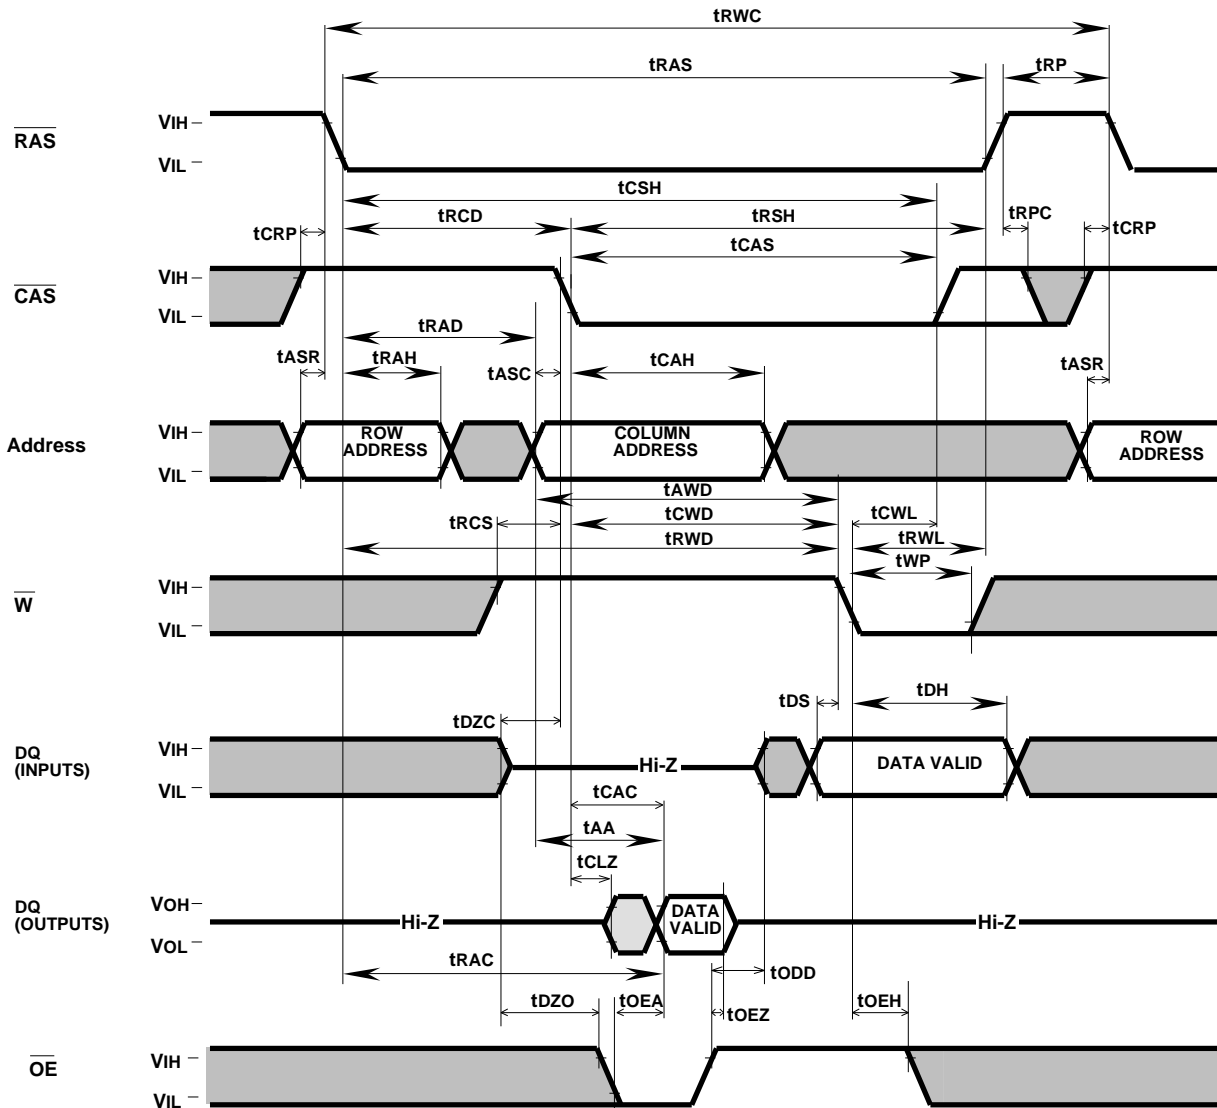 tRWC
tRAS
tRP
RAS
VIH
VIL
tCSH
tRCD
tRSH
tCRP
tRPC
tCRP
tCAS
CAS
VIH
VIL
tRAD
tASR
tRAH
tASC
tCAH
tASR
Address
VIH
VIL
ROW
ADDRESS
COLUMN
ADDRESS
ROW
ADDRESS
tAWD
tRCS
tCWD
tCWL
tRWD
tRWL
tWP
W
VIH
VIL
tDS
tDH
tDZC
DQ
(INPUTS)
VIH
VIL
Hi-Z
DATA VALID
tCAC
tAA
tCLZ
DQ
(OUTPUTS)
VOH
VOL
Hi-Z
DATA
VALID
Hi-Z
tRAC
tODD
tDZO
tOEA
tOEZ
tOEH
OE
VIH
VIL